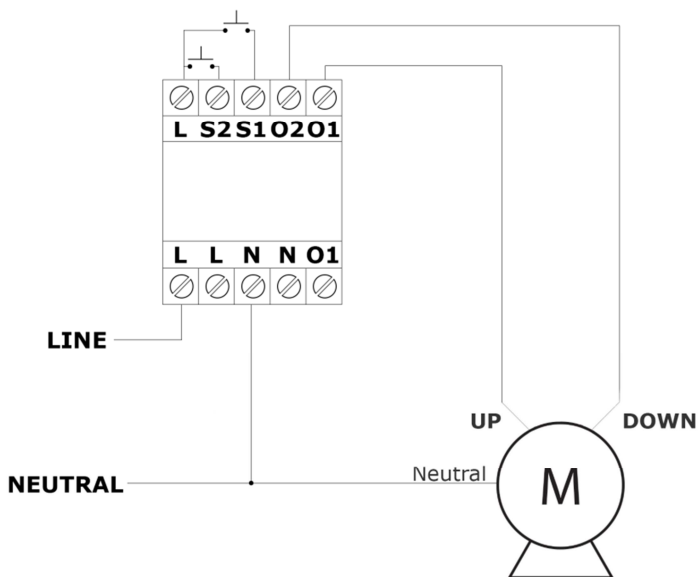 L S2 S1 O2 O1
L L N N O1
LINE
UP DOWN
NEUTRAL
Neutral
M